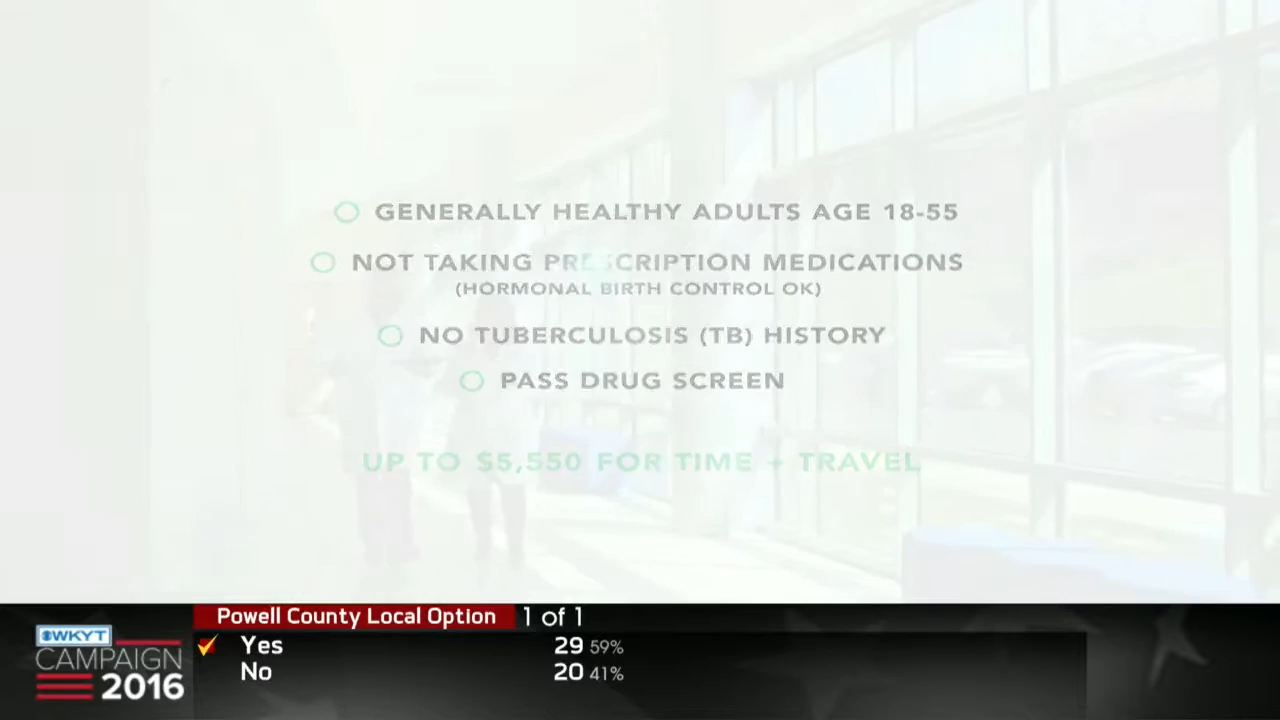 GENERALLY HEALTHY ADULTS AGE 18-55
NOT TAKING PRESCRIPTION MEDICATIONS
(HORMONAL BIRTH CONTROL OK)
NO TUBERCULOSIS (TB) HISTORY
PASS DRUG SCREEN
UP TO $5,550 FOR TIME + TRAVEL
Powell County Local Option 1 of 1
WKYT
CAMPAIGN
2016
Yes 29 59%
No 20 41%